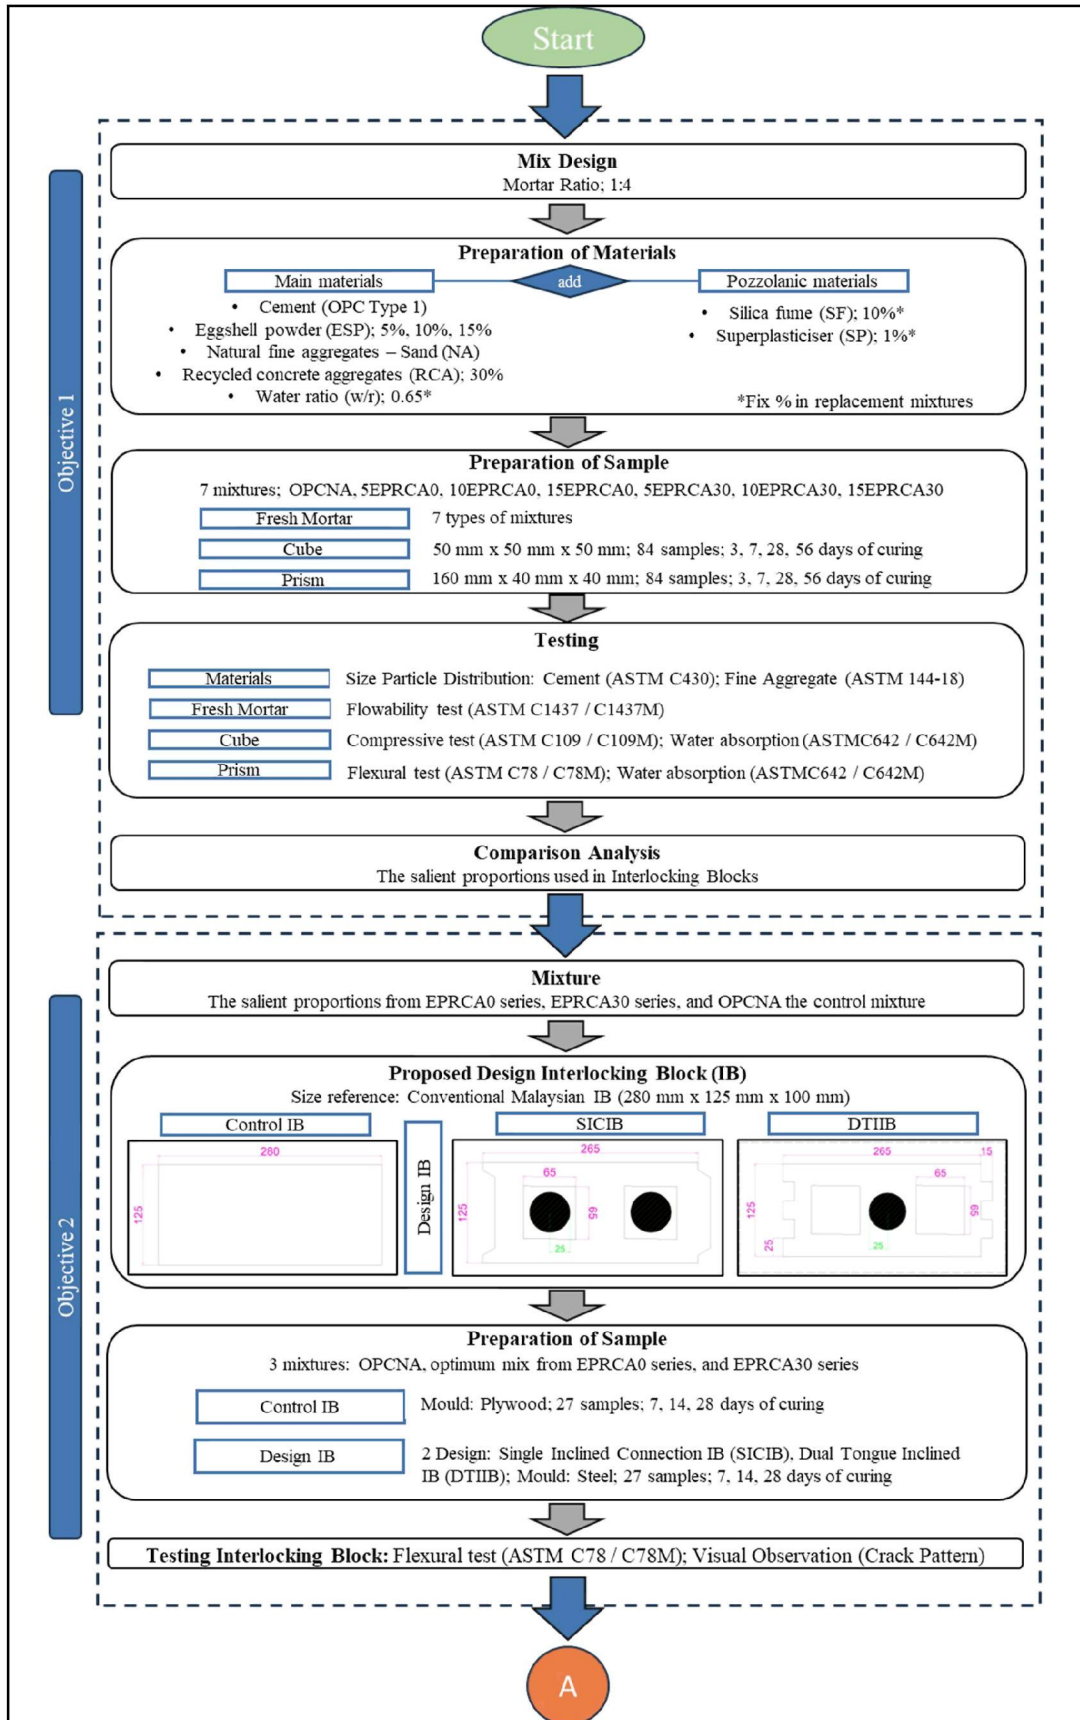 Start
Objective 1
Mix Design
Mortar Ratio; 1:4
Preparation of Materials
Main materials
add
Pozzolanic materials
• Cement (OPC Type 1)
• Eggshell powder (ESP); 5%, 10%, 15%
• Natural fine aggregates – Sand (NA)
• Recycled concrete aggregates (RCA); 30%
• Water ratio (w/r); 0.65*
• Silica fume (SF); 10%*
• Superplasticiser (SP); 1%*
*Fix % in replacement mixtures
Preparation of Sample
7 mixtures; OPCNA, 5EPRCA0, 10EPRCA0, 15EPRCA0, 5EPRCA30, 10EPRCA30, 15EPRCA30
Fresh Mortar 7 types of mixtures
Cube 50 mm x 50 mm x 50 mm; 84 samples; 3, 7, 28, 56 days of curing
Prism 160 mm x 40 mm x 40 mm; 84 samples; 3, 7, 28, 56 days of curing
Testing
Materials Size Particle Distribution: Cement (ASTM C430); Fine Aggregate (ASTM 144-18)
Fresh Mortar Flowability test (ASTM C1437 / C1437M)
Cube Compressive test (ASTM C109 / C109M); Water absorption (ASTMC642 / C642M)
Prism Flexural test (ASTM C78 / C78M); Water absorption (ASTMC642 / C642M)
Comparison Analysis
The salient proportions used in Interlocking Blocks
Objective 2
Mixture
The salient proportions from EPRCA0 series, EPRCA30 series, and OPCNA the control mixture
Proposed Design Interlocking Block (IB)
Size reference: Conventional Malaysian IB (280 mm x 125 mm x 100 mm)
Control IB
280
125
Design IB
SICIB
265
65
125
65
25
DTIIB
265
15
65
125
65
25
25
Preparation of Sample
3 mixtures: OPCNA, optimum mix from EPRCA0 series, and EPRCA30 series
Control IB Mould: Plywood; 27 samples; 7, 14, 28 days of curing
Design IB 2 Design: Single Inclined Connection IB (SICIB), Dual Tongue Inclined
IB (DTIIB); Mould: Steel; 27 samples; 7, 14, 28 days of curing
Testing Interlocking Block: Flexural test (ASTM C78 / C78M); Visual Observation (Crack Pattern)
A